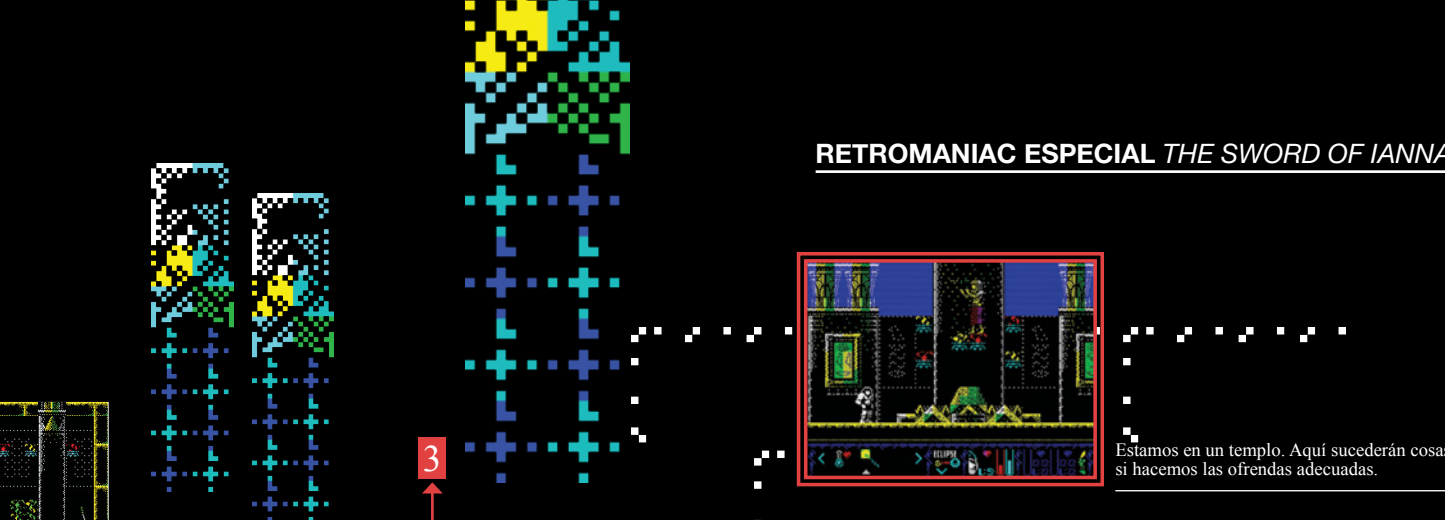 RETROMANIAC ESPECIAL THE SWORD OF IANNA
3
ECLIPSE
Estamos en un templo. Aquí sucederán cosas
si hacemos las ofrendas adecuadas.